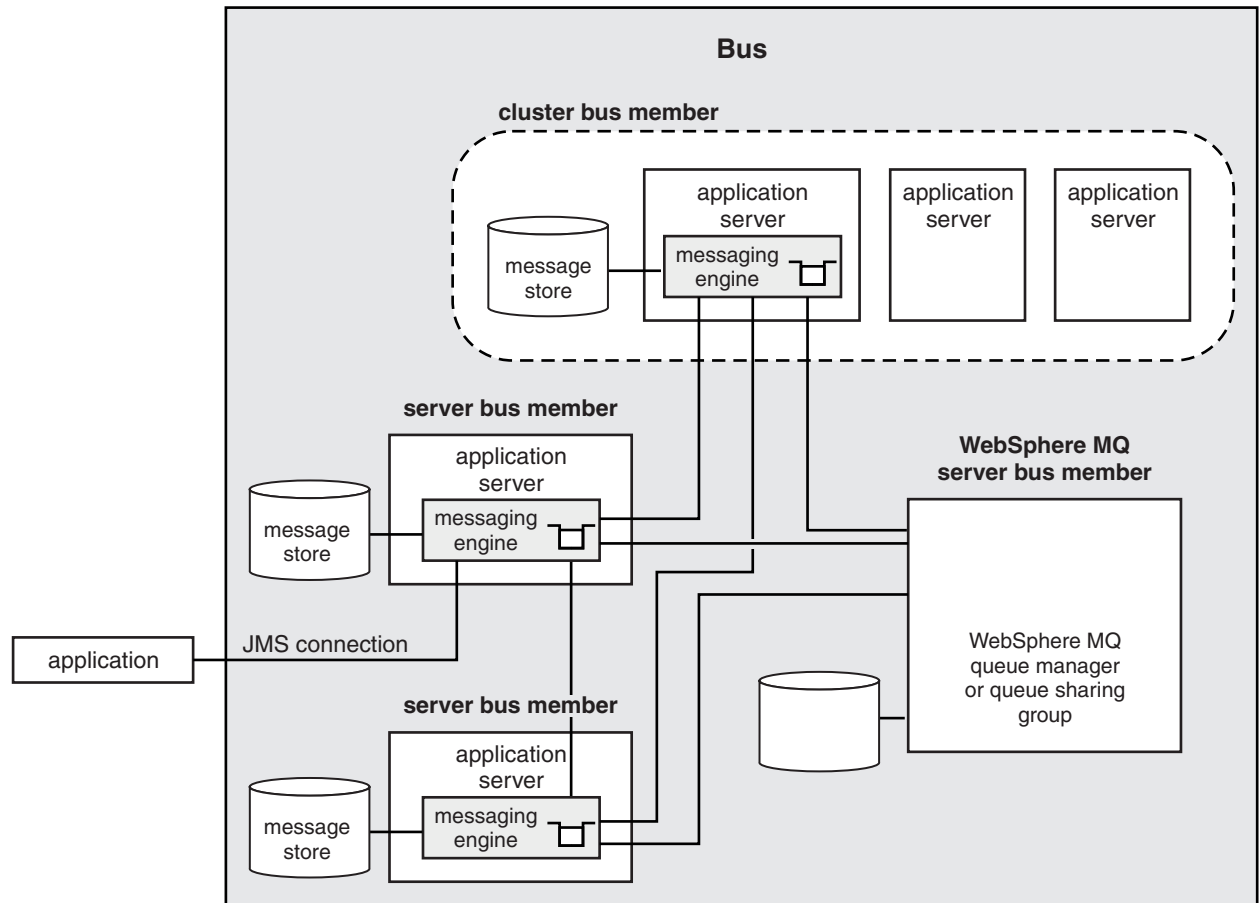 Bus
cluster bus member
application
server
application
server
application
server
messaging
engine
message
store
server bus member
application
server
messaging
engine
message
store
WebSphere MQ
server bus member
WebSphere MQ
queue manager
or queue sharing
group
JMS connection
application
server bus member
application
server
messaging
engine
message
store